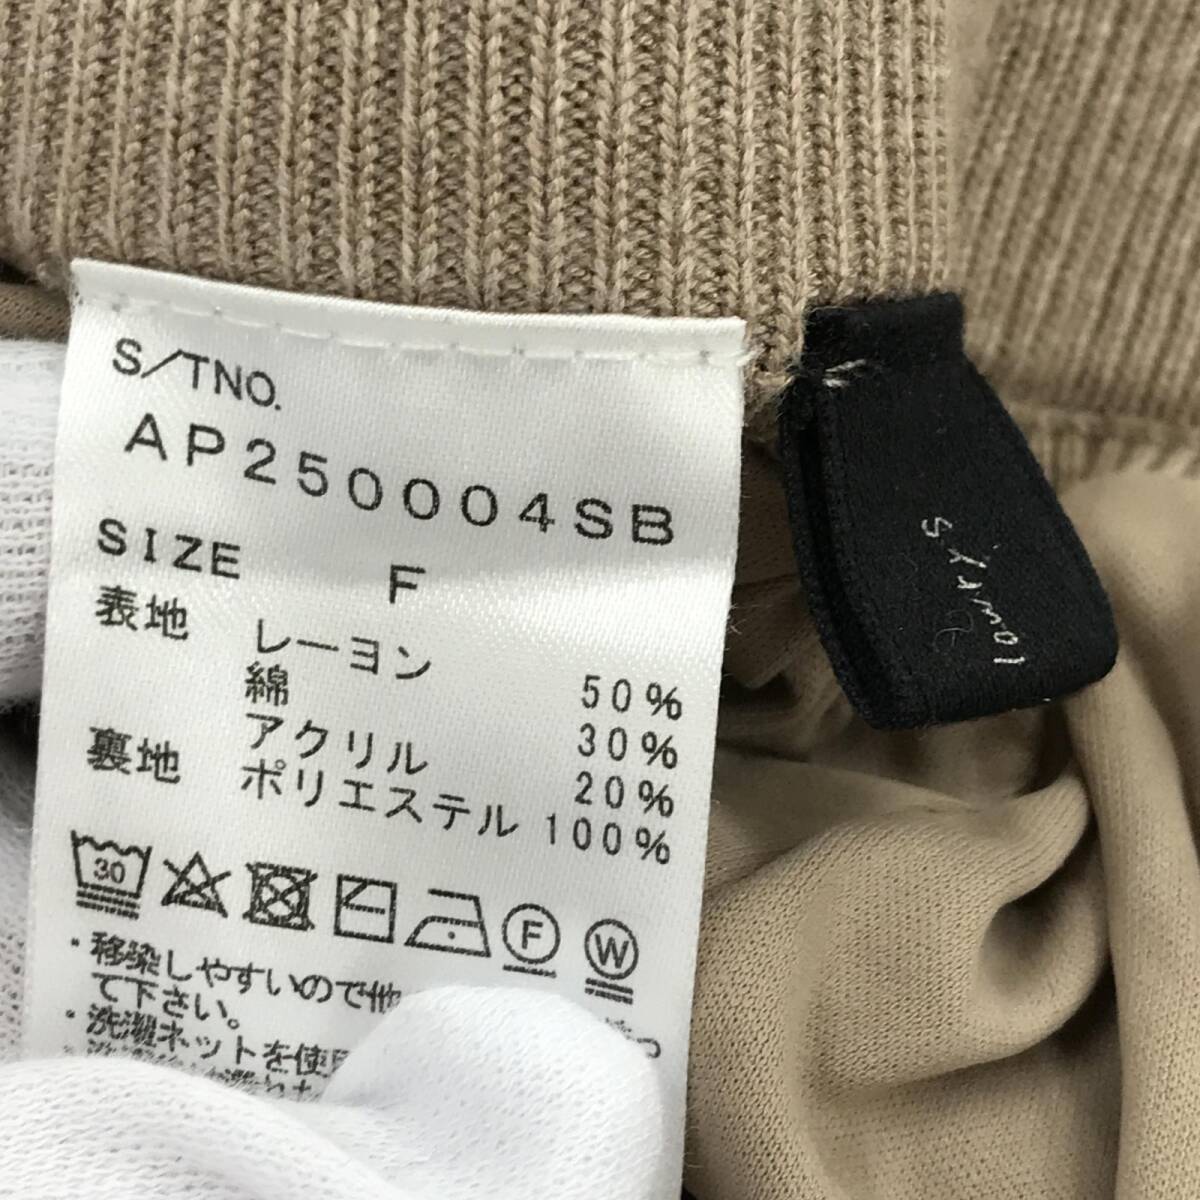 S/TNO.
AP250004SB
SIZE F
表地 レーヨン 50%
綿 30%
アクリル 20%
裏地 ポリエステル 100%
30 F W
・移染しやすいので他
て下さい。
・洗濯ネットを使用